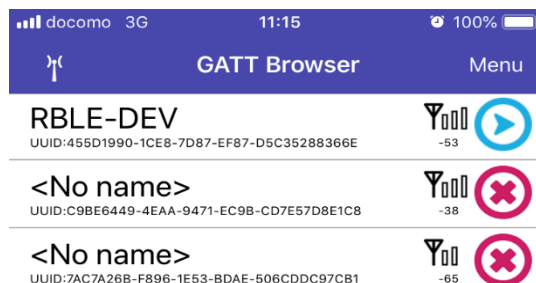 docomo 3G 11:15 100%
GATT Browser Menu
RBLE-DEV
UUID:455D1990-1CE8-7D87-EF87-D5C35288366E -53
<No name>
UUID:C9BE6449-4EAA-9471-EC9B-CD7E57D8E1C8 -38
<No name>
UUID:7AC7A26B-F896-1E53-BDAE-506CDDC97CB1 -65